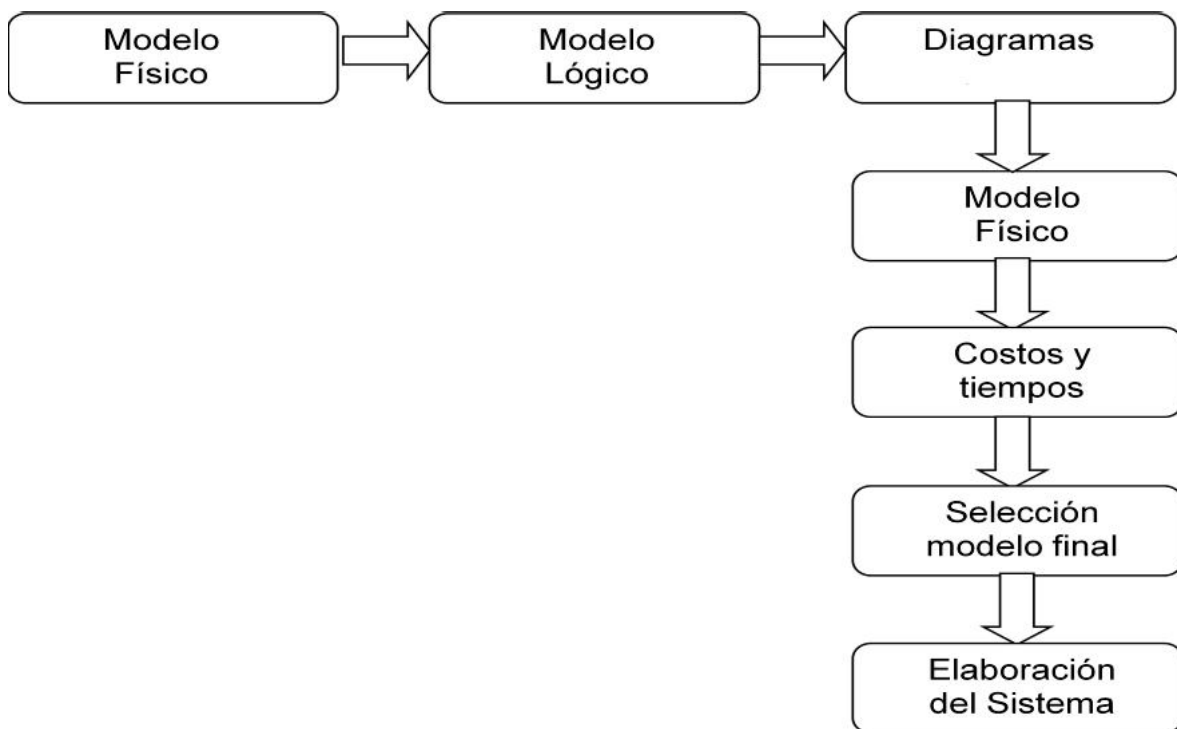 Modelo
Físico
Modelo
Lógico
Diagramas
Modelo
Físico
Costos y
tiempos
Selección
modelo final
Elaboración
del Sistema